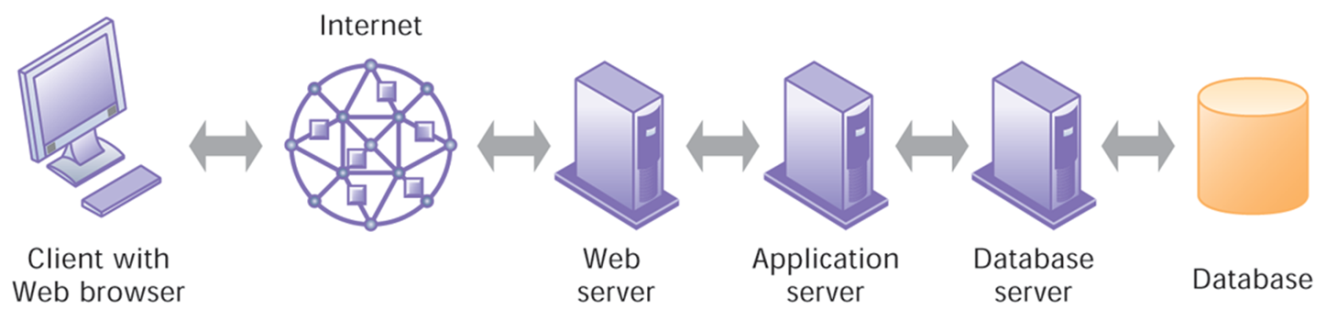 Internet
Client with
Web browser
Web
server
Application
server
Database
server
Database